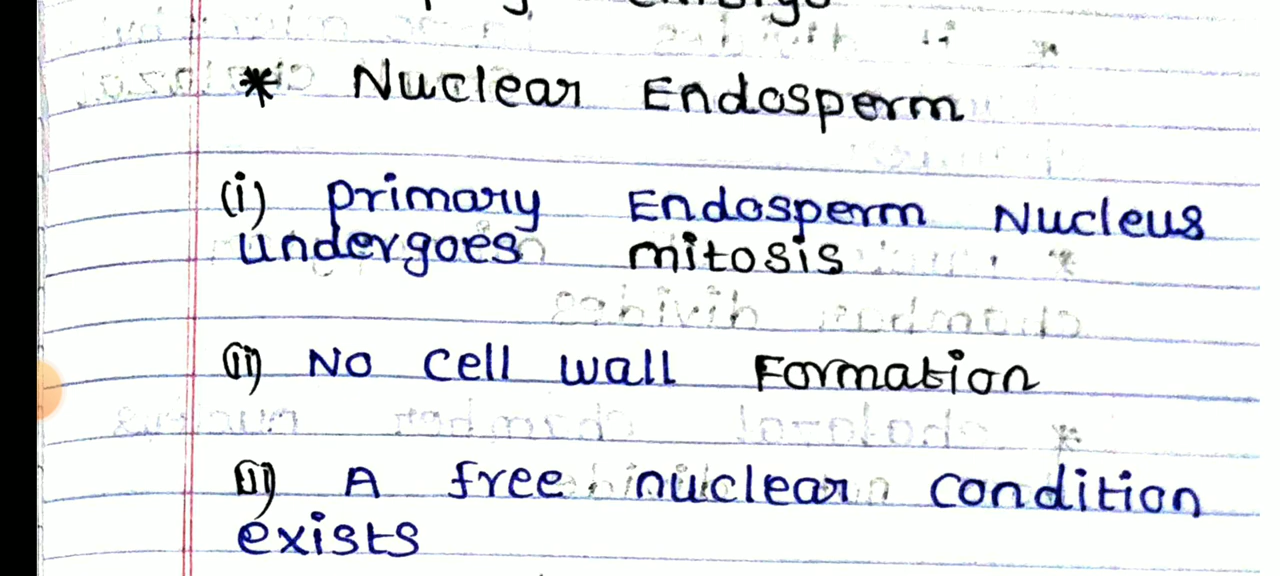 * Nuclear Endosperm
(i) Primary Endosperm Nucleus
undergoes mitosis
(ii) No cell wall Formation
(iii) A free nuclear condition
exists